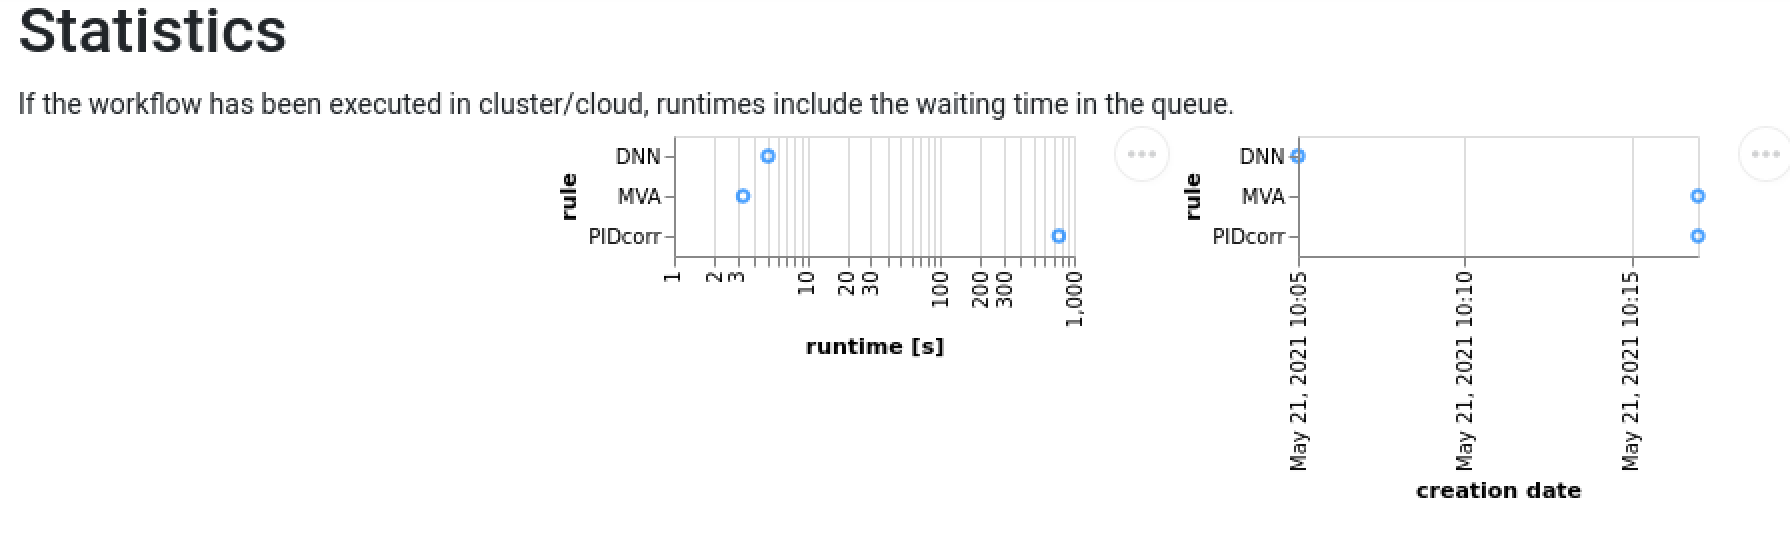 Statistics
If the workflow has been executed in cluster/cloud, runtimes include the waiting time in the queue.
rule
DNN
MVA
PIDcorr
1
2
3
10
20
30
100
200
300
1,000
runtime [s]
rule
DNN
MVA
PIDcorr
May 21, 2021 10:05
May 21, 2021 10:10
May 21, 2021 10:15
creation date